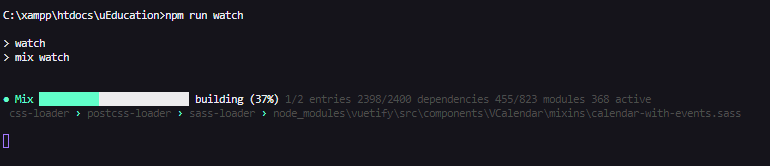 C:\xampp\htdocs\uEducation>npm run watch
> watch
> mix watch
● Mix building (37%) 1/2 entries 2398/2400 dependencies 455/823 modules 368 active
css-loader › postcss-loader › sass-loader › node_modules\vuetify\src\components\VCalendar\mixins\calendar-with-events.sass